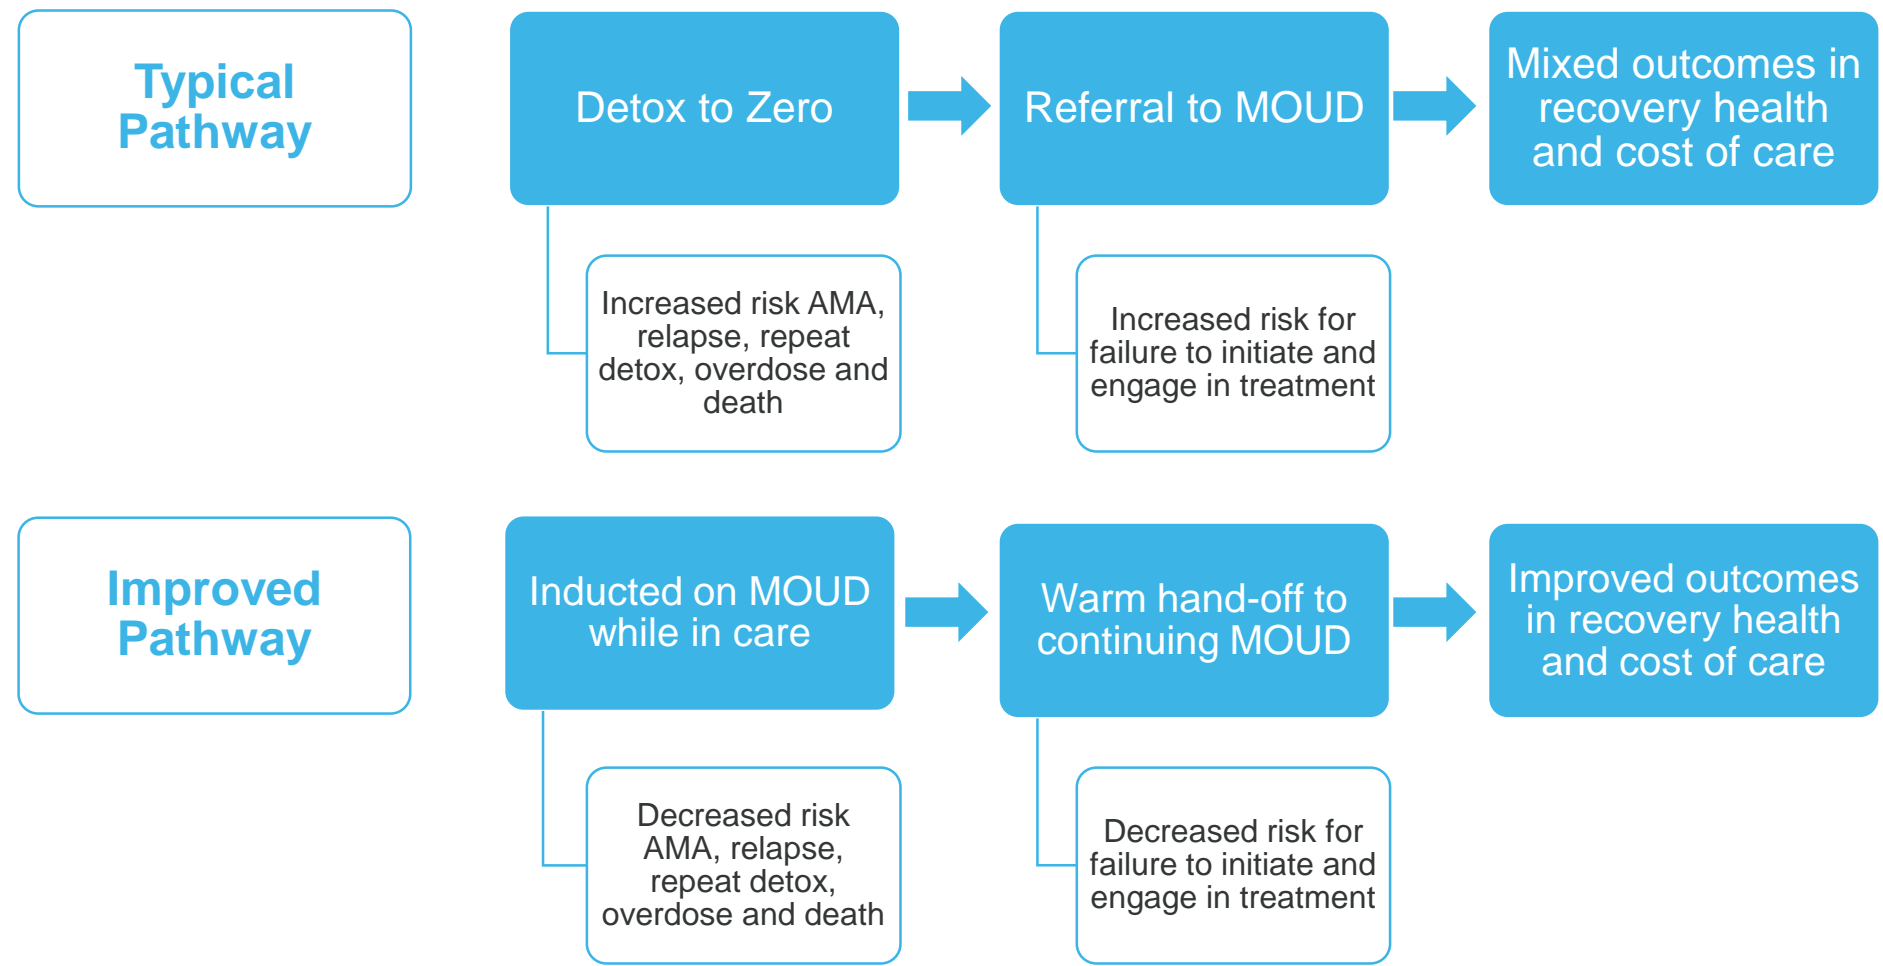 Typical
Pathway
Detox to Zero
Referral to MOUD
Mixed outcomes in
recovery health
and cost of care
Increased risk AMA,
relapse, repeat
detox, overdose and
death
Increased risk for
failure to initiate and
engage in treatment
Improved
Pathway
Inducted on MOUD
while in care
Warm hand-off to
continuing MOUD
Improved outcomes
in recovery health
and cost of care
Decreased risk
AMA, relapse,
repeat detox,
overdose and death
Decreased risk for
failure to initiate and
engage in treatment